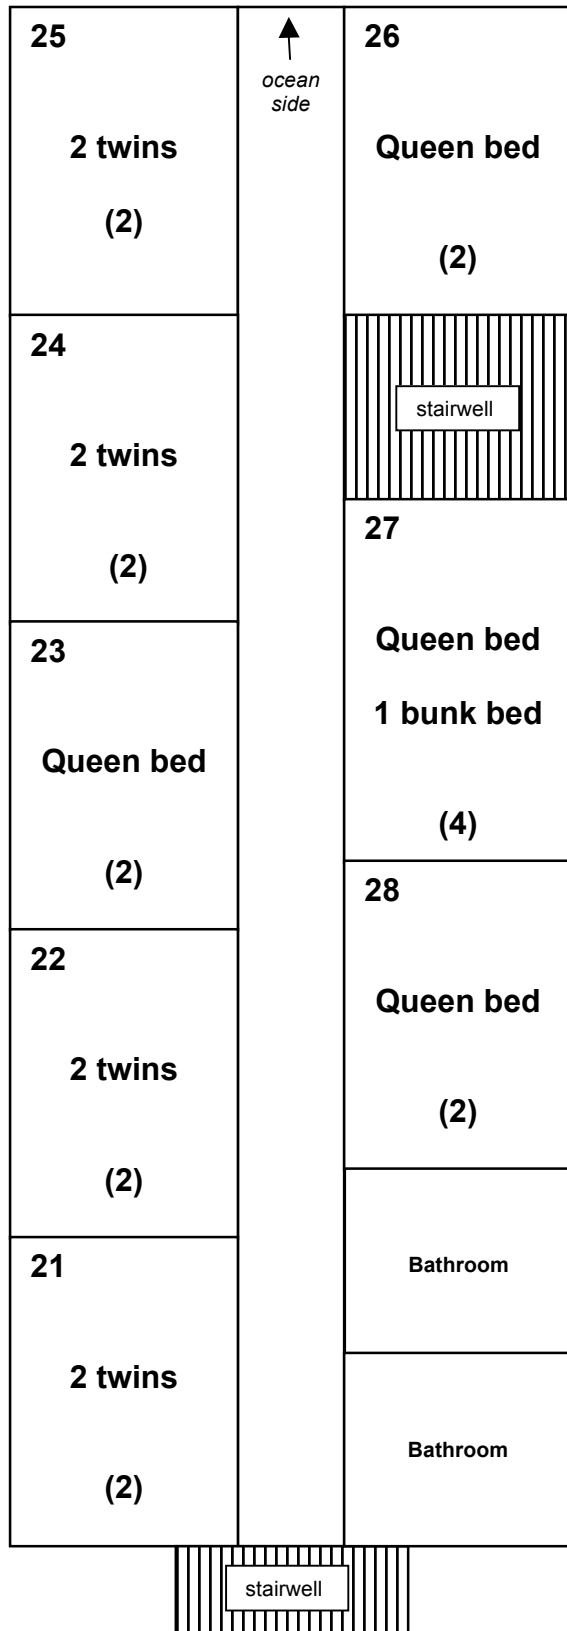 25
2 twins
(2)
24
2 twins
(2)
23
Queen bed
(2)
22
2 twins
(2)
21
2 twins
(2)
ocean
side
26
Queen bed
(2)
stairwell
27
Queen bed
1 bunk bed
(4)
28
Queen bed
(2)
Bathroom
Bathroom
stairwell